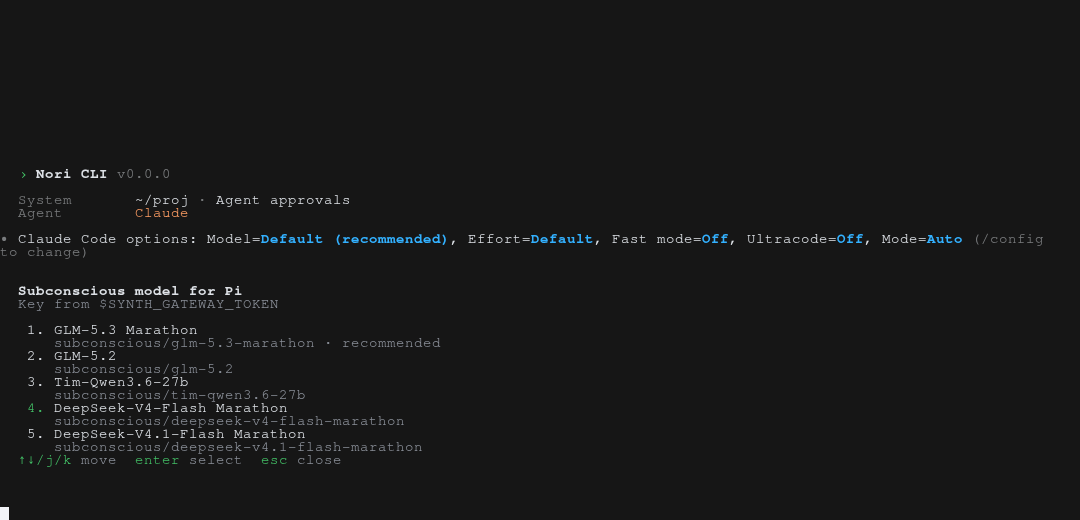 › Nori CLI v0.0.0
System ~/proj · Agent approvals
Agent Claude
• Claude Code options: Model=Default (recommended), Effort=Default, Fast mode=Off, Ultracode=Off, Mode=Auto (/config
to change)
Subconscious model for Pi
Key from $SYNTH_GATEWAY_TOKEN
1. GLM-5.3 Marathon
subconscious/glm-5.3-marathon · recommended
2. GLM-5.2
subconscious/glm-5.2
3. Tim-Qwen3.6-27b
subconscious/tim-qwen3.6-27b
4. DeepSeek-V4-Flash Marathon
subconscious/deepseek-v4-flash-marathon
5. DeepSeek-V4.1-Flash Marathon
subconscious/deepseek-v4.1-flash-marathon
↑↓/j/k move enter select esc close